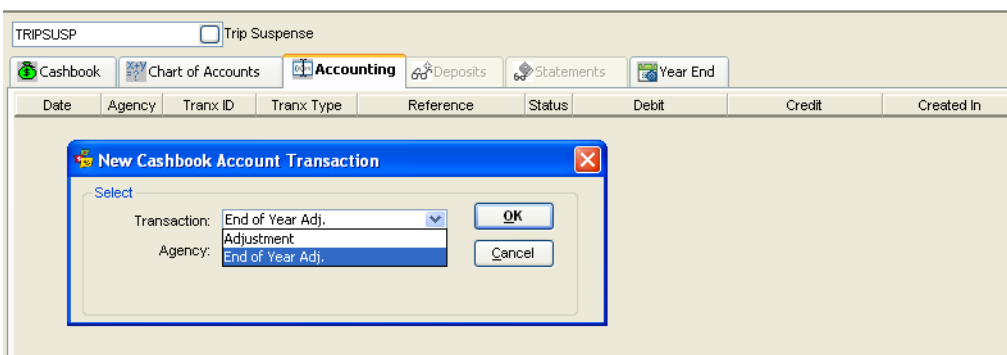 TRIPSUSP Trip Suspense
Cashbook Chart of Accounts Accounting Deposits Statements Year End
Date Agency Tranx ID Tranx Type Reference Status Debit Credit Created In
New Cashbook Account Transaction
Select
Transaction: End of Year Adj. OK
Adjustment
Agency: End of Year Adj. Cancel